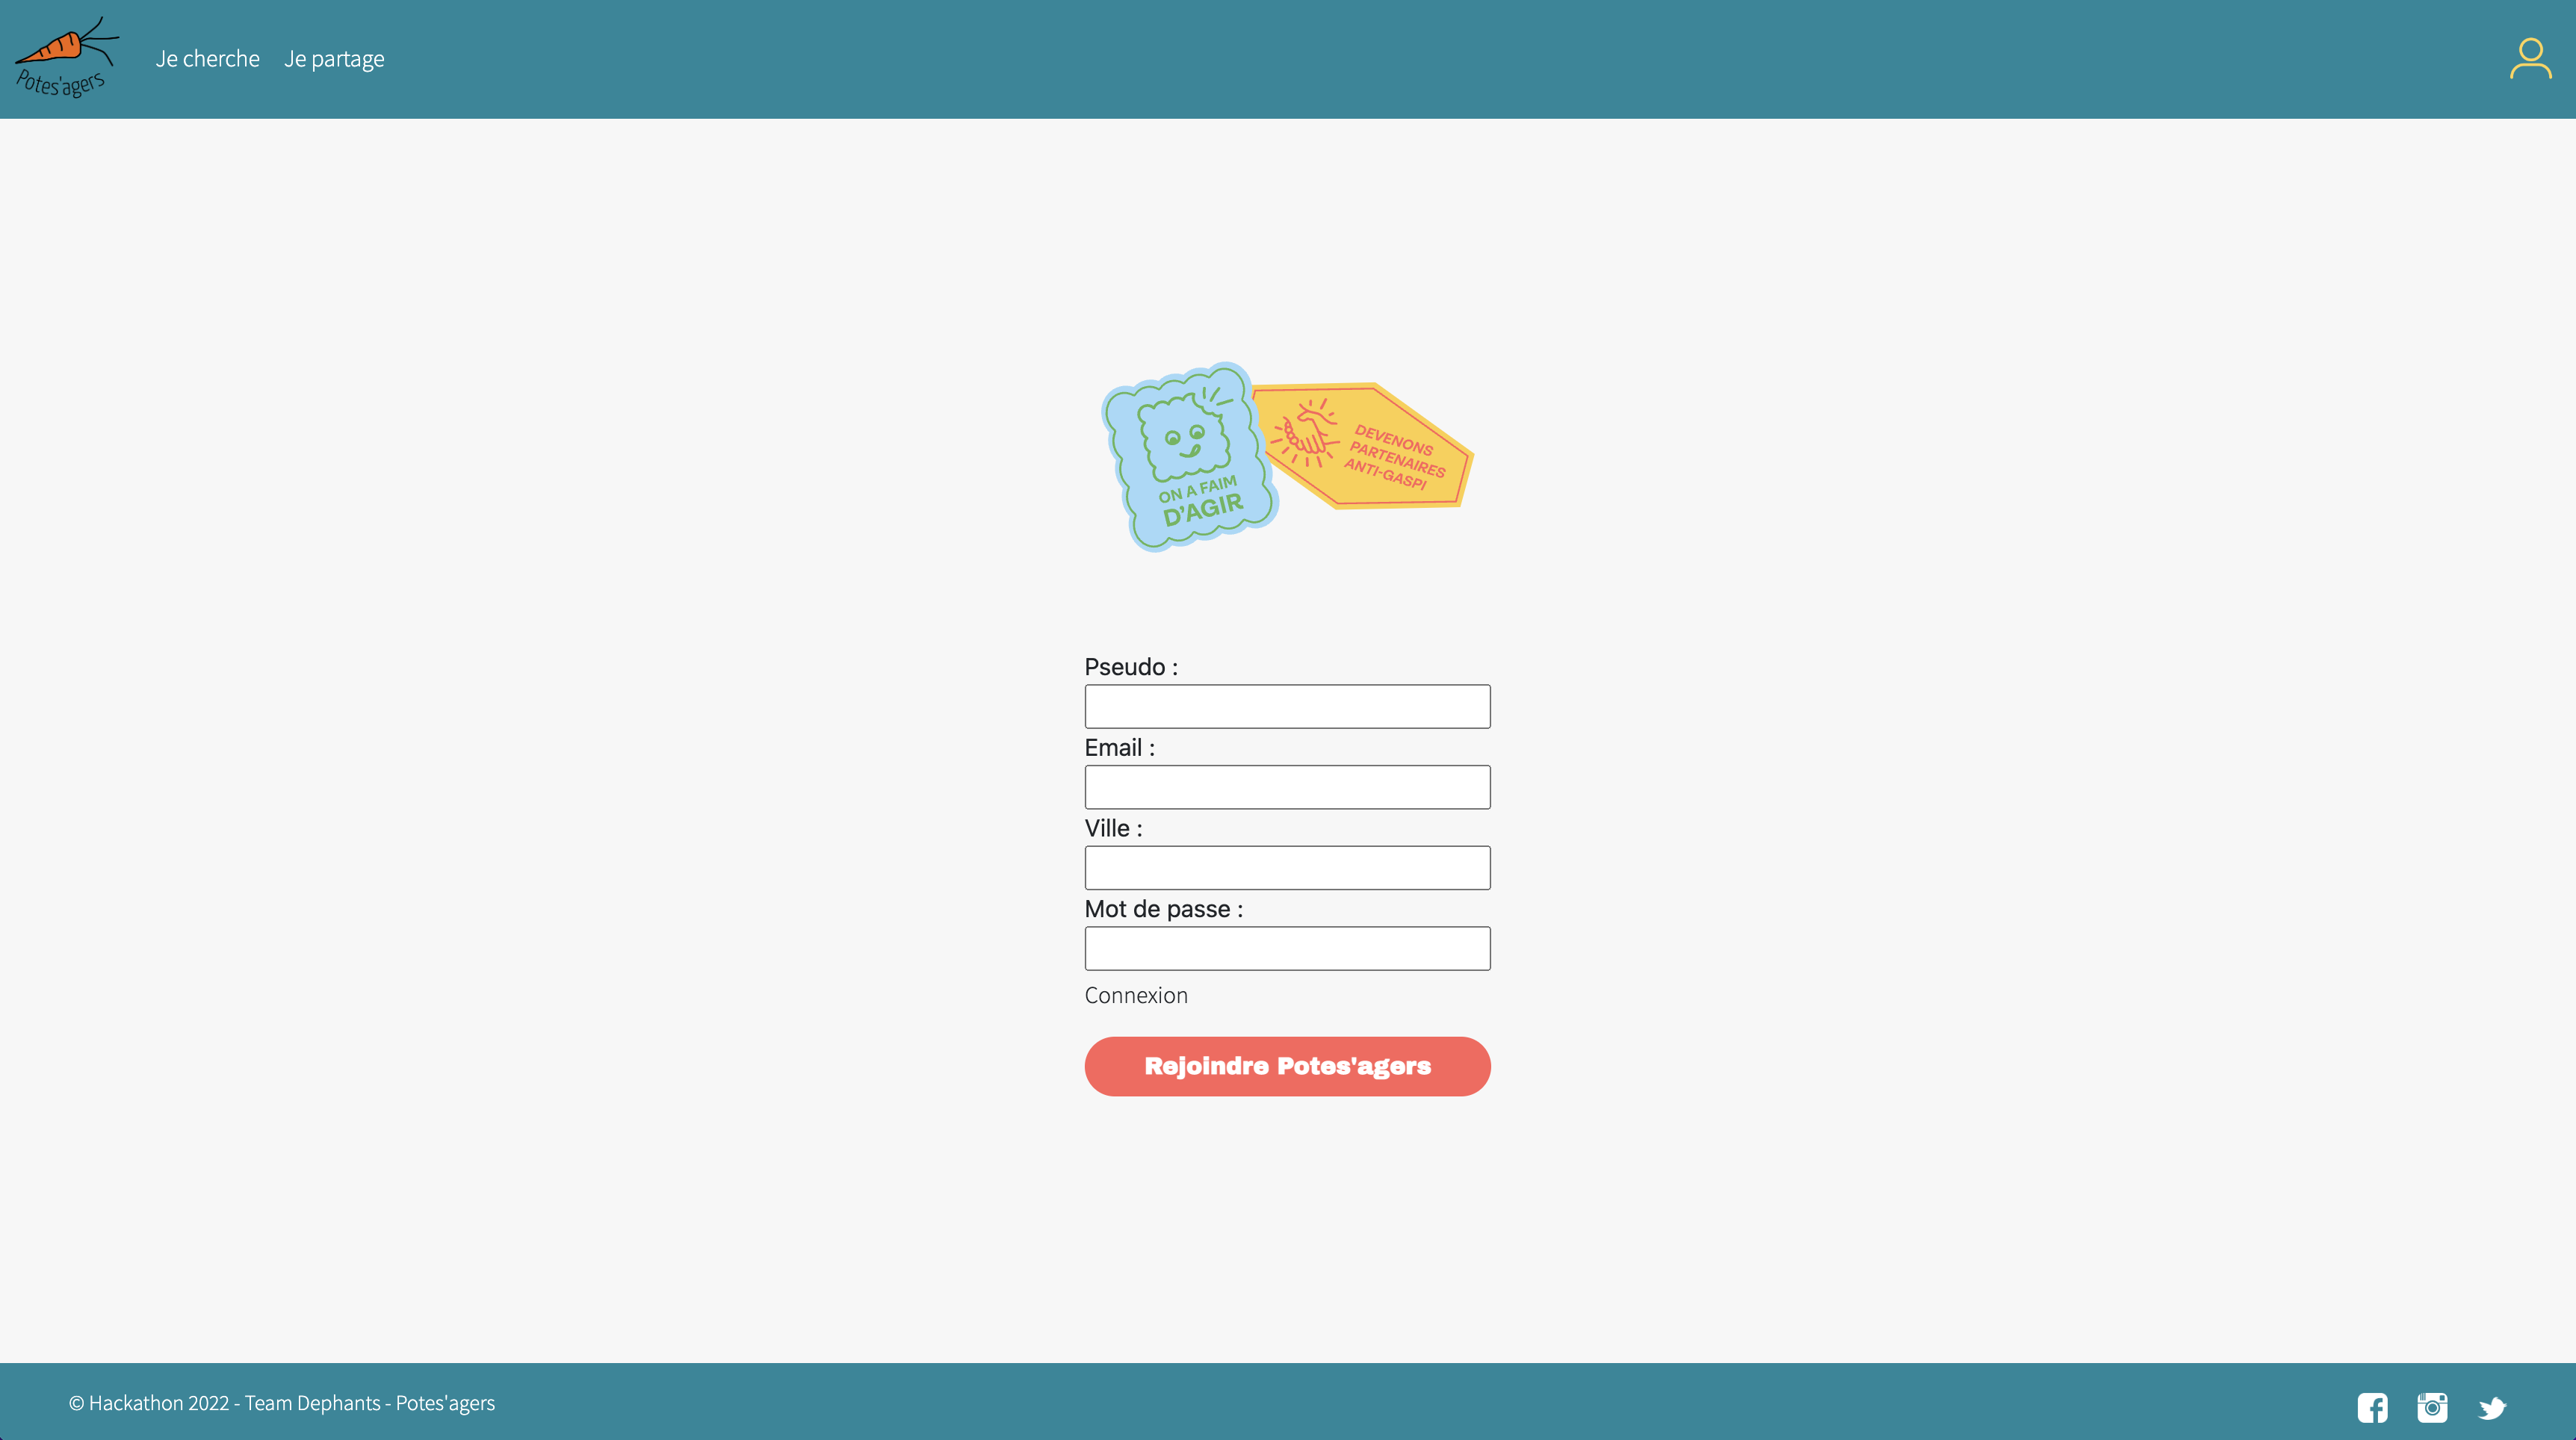 Potes'agers
Je cherche
Je partage
ON A FAIM
D'AGIR
DEVENONS
PARTENAIRES
ANTI-GASPI
Pseudo :
Email :
Ville :
Mot de passe :
Connexion
Rejoindre Potes'agers
© Hackathon 2022 - Team Dephants - Potes'agers